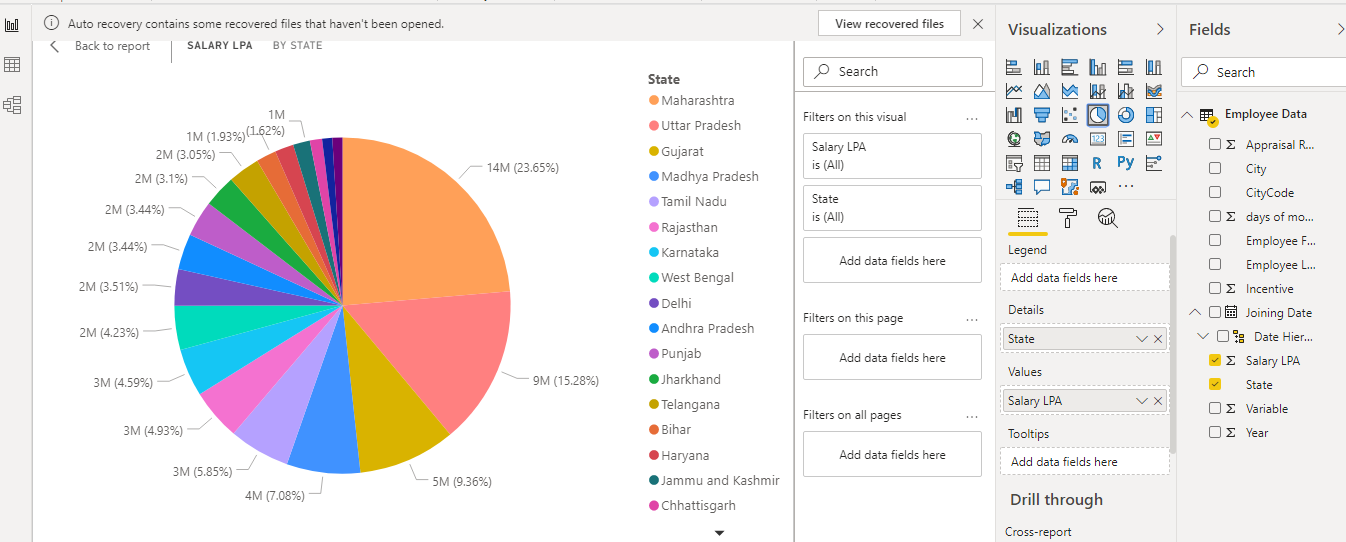 Auto recovery contains some recovered files that haven't been opened.
View recovered files
Back to report
SALARY LPA
BY STATE
14M (23.65%)
9M (15.28%)
5M (9.36%)
4M (7.08%)
3M (5.85%)
3M (4.93%)
3M (4.59%)
2M (4.23%)
2M (3.51%)
2M (3.44%)
2M (3.44%)
2M (3.1%)
2M (3.05%)
1M (1.93%)
(1.62%)
1M
State
Maharashtra
Uttar Pradesh
Gujarat
Madhya Pradesh
Tamil Nadu
Rajasthan
Karnataka
West Bengal
Delhi
Andhra Pradesh
Punjab
Jharkhand
Telangana
Bihar
Haryana
Jammu and Kashmir
Chhattisgarh
Search
Filters on this visual
...
Salary LPA
is (All)
State
is (All)
Add data fields here
Filters on this page
...
Add data fields here
Filters on all pages
...
Add data fields here
Visualizations
123
R
Py
...
Legend
Add data fields here
Details
State
Values
Salary LPA
Tooltips
Add data fields here
Drill through
Cross-report
Fields
Search
Employee Data
Σ Appraisal R...
City
CityCode
Σ days of mo...
Employee F...
Employee L...
Σ Incentive
Joining Date
Date Hier...
Σ Salary LPA
State
Σ Variable
Σ Year